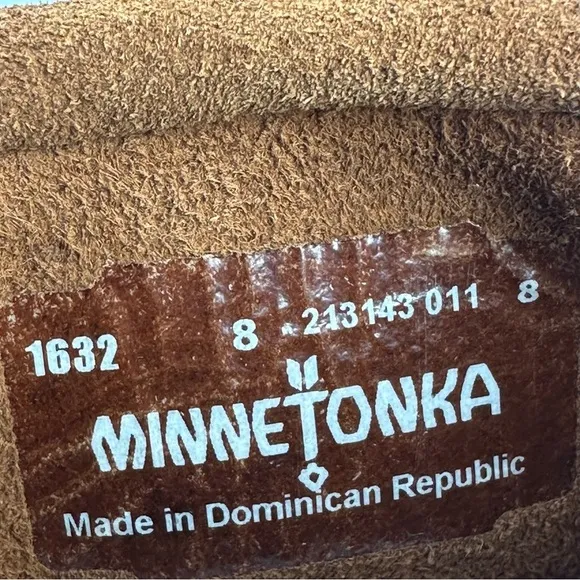 1632 8 213143 011 8
MINNETONKA
Made in Dominican Republic